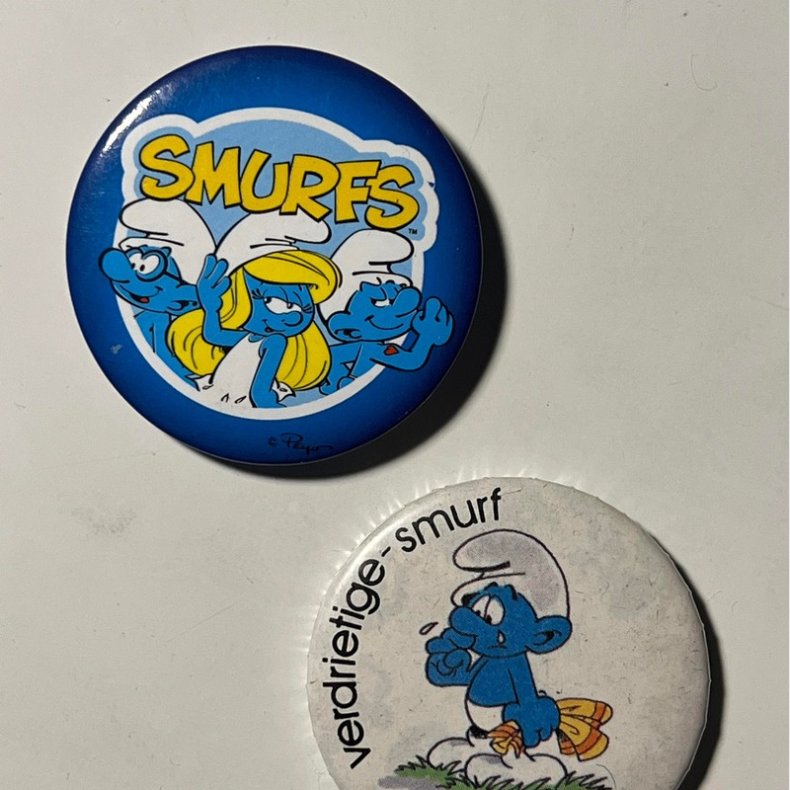 SMURFS
™
© Peyo
verdrietige-smurf